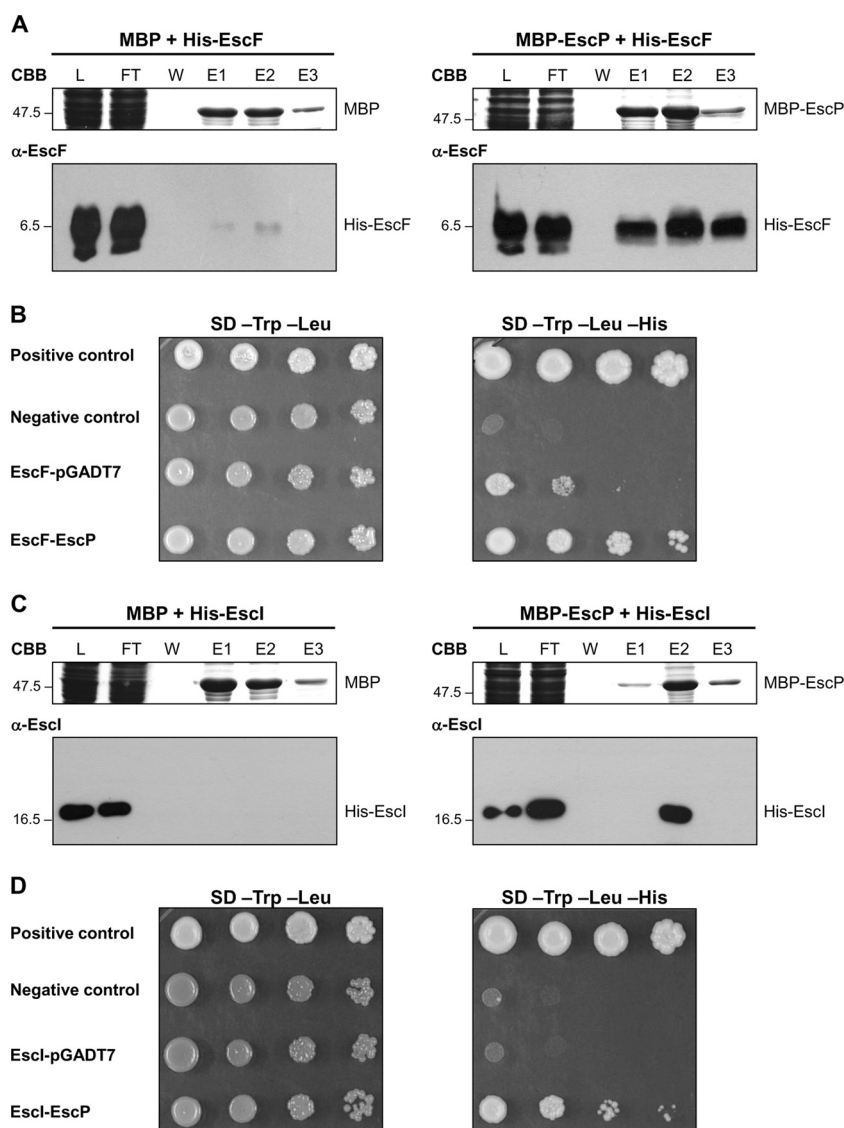 A
MBP + His-EscF
CBB L FT W E1 E2 E3
47.5 MBP
α-EscF
6.5 His-EscF
MBP-EscP + His-EscF
CBB L FT W E1 E2 E3
47.5 MBP-EscP
α-EscF
6.5 His-EscF
B
SD –Trp –Leu SD –Trp –Leu –His
Positive control
Negative control
EscF-pGADT7
EscF-EscP
C
MBP + His-EscI
CBB L FT W E1 E2 E3
47.5 MBP
α-EscI
16.5 His-EscI
MBP-EscP + His-EscI
CBB L FT W E1 E2 E3
47.5 MBP-EscP
α-EscI
16.5 His-EscI
D
SD –Trp –Leu SD –Trp –Leu –His
Positive control
Negative control
EscI-pGADT7
EscI-EscP